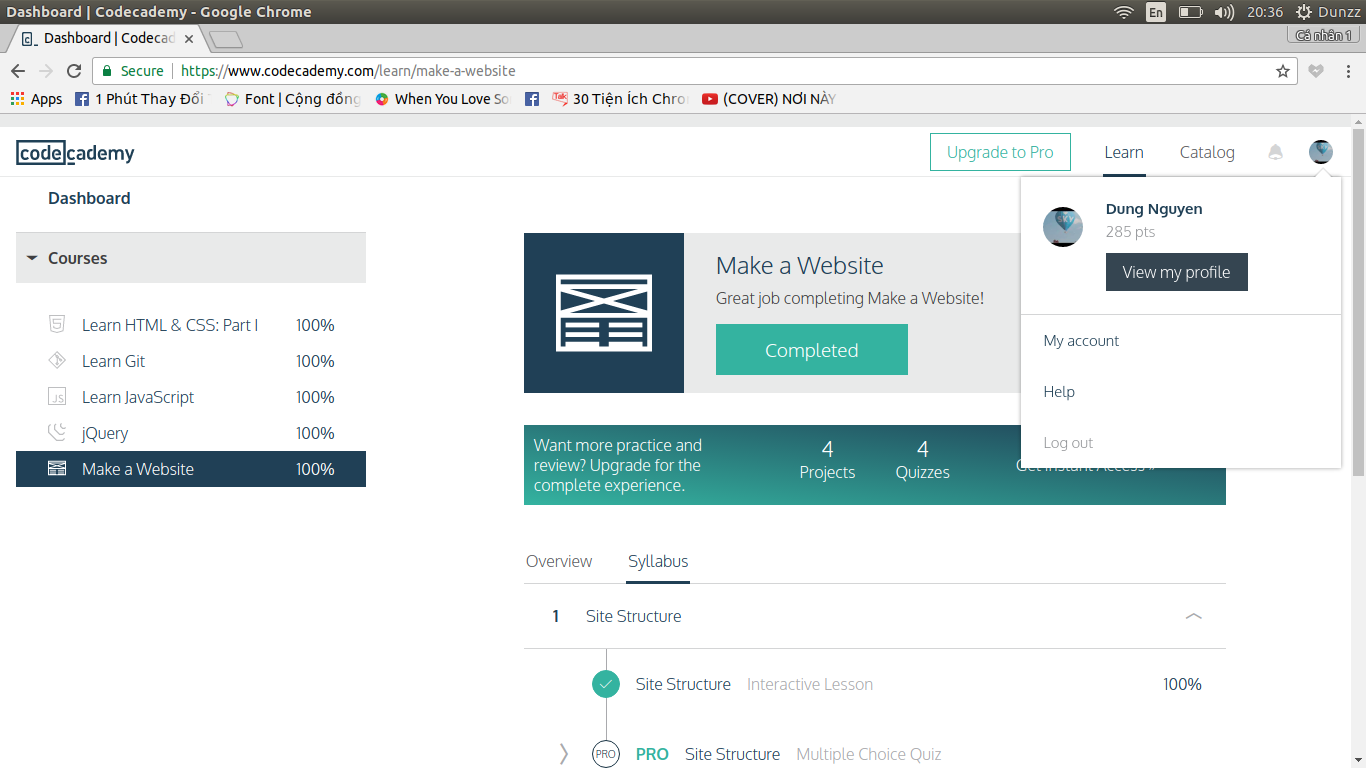 Dashboard | Codecademy - Google Chrome
En
20:36
Dunzz
Dashboard | Codecad
Cá nhân 1
Secure
https://www.codecademy.com/learn/make-a-website
Apps
1 Phút Thay Đổi
Font | Cộng đồng
When You Love So
30 Tiện Ích Chro
(COVER) NƠI NÀY
codecademy
Upgrade to Pro
Learn
Catalog
Dashboard
Dung Nguyen
285 pts
View my profile
My account
Help
Log out
Courses
Learn HTML & CSS: Part I 100%
Learn Git 100%
Learn JavaScript 100%
jQuery 100%
Make a Website 100%
Make a Website
Great job completing Make a Website!
Completed
Want more practice and
review? Upgrade for the
complete experience.
4
Projects
4
Quizzes
Get Instant Access »
Overview
Syllabus
1 Site Structure
Site Structure Interactive Lesson 100%
PRO PRO Site Structure Multiple Choice Quiz